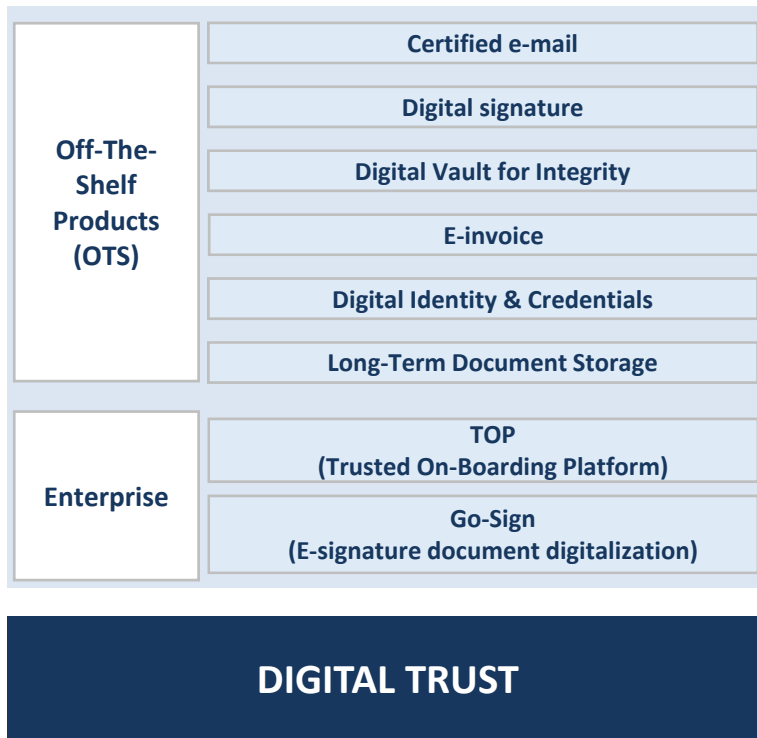 Off-The-
Shelf
Products
(OTS)
Certified e-mail
Digital signature
Digital Vault for Integrity
E-invoice
Digital Identity & Credentials
Long-Term Document Storage
Enterprise
TOP
(Trusted On-Boarding Platform)
Go-Sign
(E-signature document digitalization)
DIGITAL TRUST